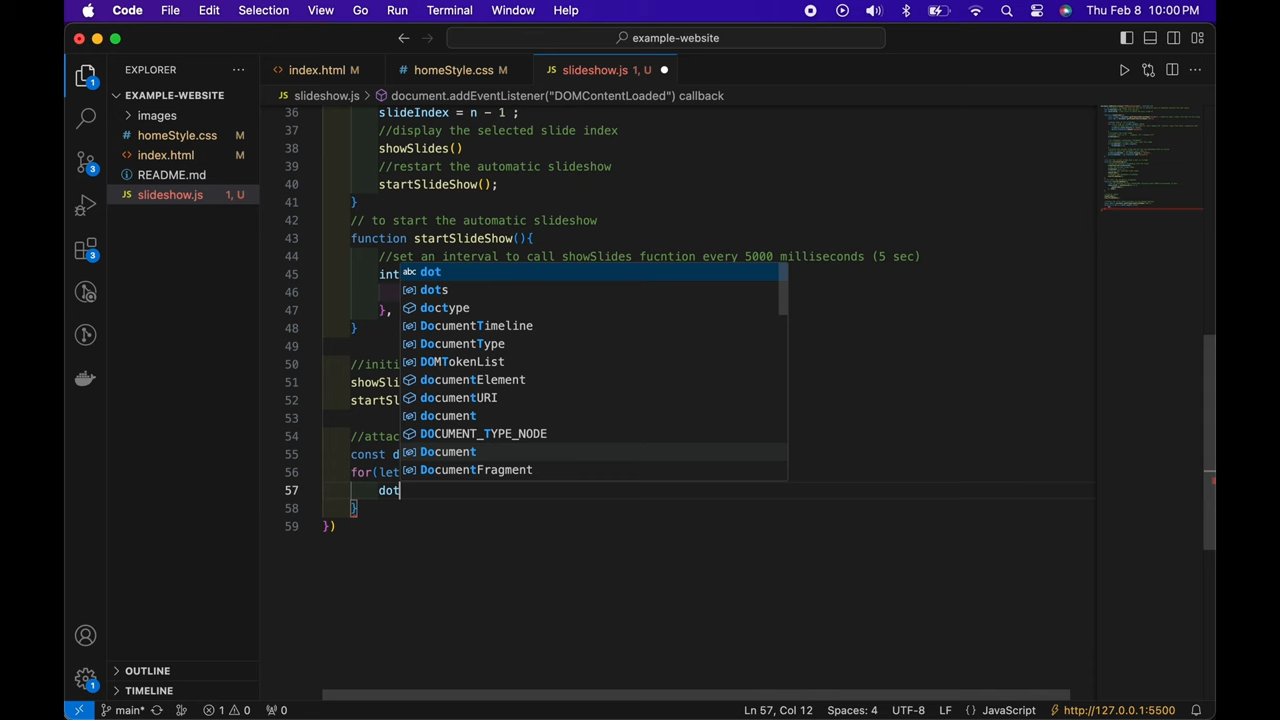 Code File Edit Selection View Go Run Terminal Window Help Thu Feb 8 10:00 PM
example-website
EXPLORER
index.html M
homeStyle.css M
slideshow.js 1, U
EXAMPLE-WEBSITE
slideshow.js > document.addEventListener("DOMContentLoaded") callback
images
homeStyle.css M
index.html M
README.md
slideshow.js 1, U
36 slideIndex = n - 1 ;
37 //display the selected slide index
38 showSlides()
39 //restart the automatic slideshow
40 startSlideShow();
41 }
42 // to start the automatic slideshow
43 function startSlideShow(){
44 //set an interval to call showSlides fucntion every 5000 milliseconds (5 sec)
45 int
46
47 },
48 }
49
50 //initi
51 showSli
52 startSl
53
54 //attac
55 const d
56 for(let
57 dot
58 }
59 })
abc dot
dots
doctype
DocumentTimeline
DocumentType
DOMTokenList
documentElement
documentURI
document
DOCUMENT_TYPE_NODE
Document
DocumentFragment
1
3
3
1
OUTLINE
TIMELINE
main* 1 0 0 Ln 57, Col 12 Spaces: 4 UTF-8 LF {} JavaScript http://127.0.0.1:5500